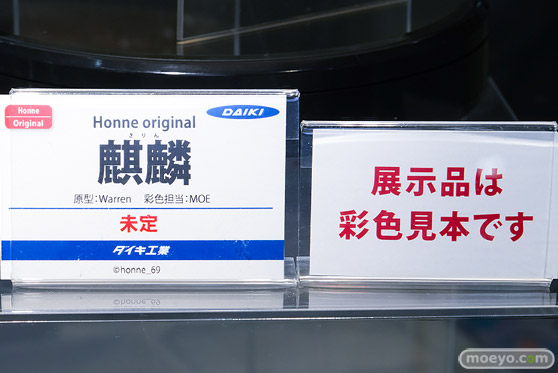 Honne
Original
DAIKI
Honne original
きりん
麒麟
原型:Warren 彩色担当:MOE
未定
ダイキ工業
©honne_69
展示品は
彩色見本です
moeyo.com